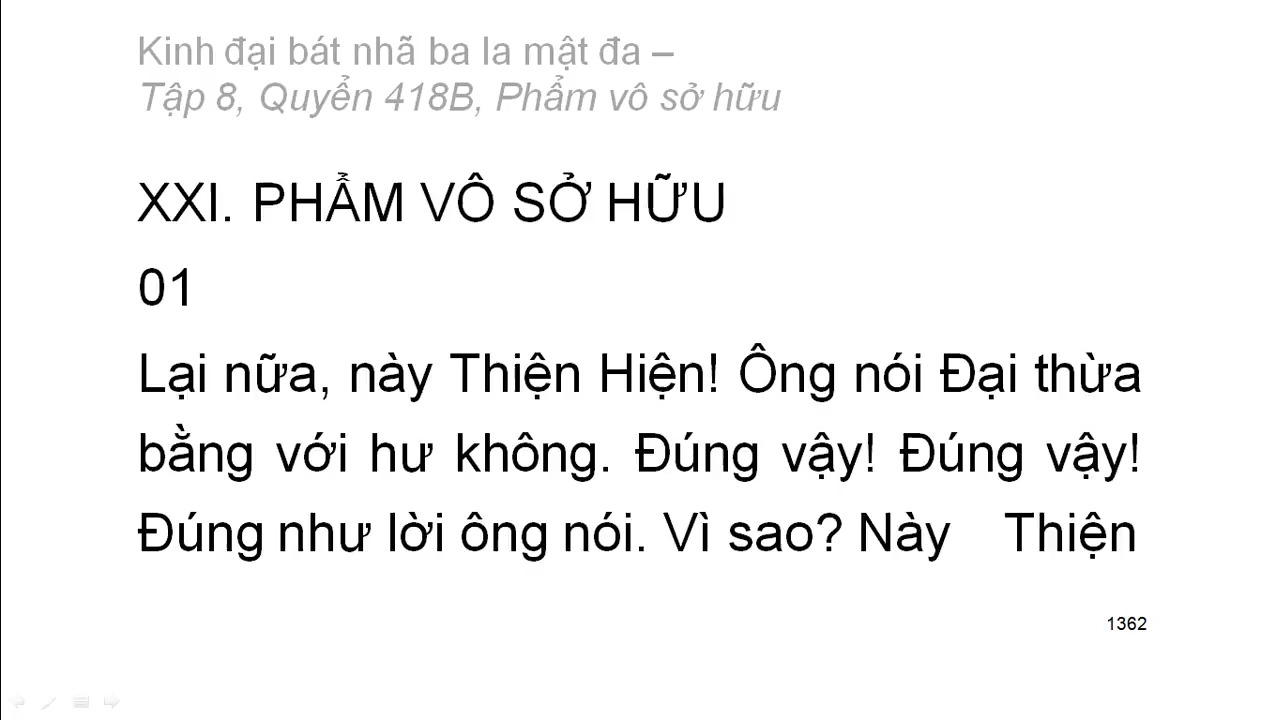 Kinh đại bát nhã ba la mật đa –
Tập 8, Quyển 418B, Phẩm vô sở hữu
XXI. PHẨM VÔ SỞ HỮU
01
Lại nữa, này Thiện Hiện! Ông nói Đại thừa
bằng với hư không. Đúng vậy! Đúng vậy!
Đúng như lời ông nói. Vì sao? Này Thiện
1362